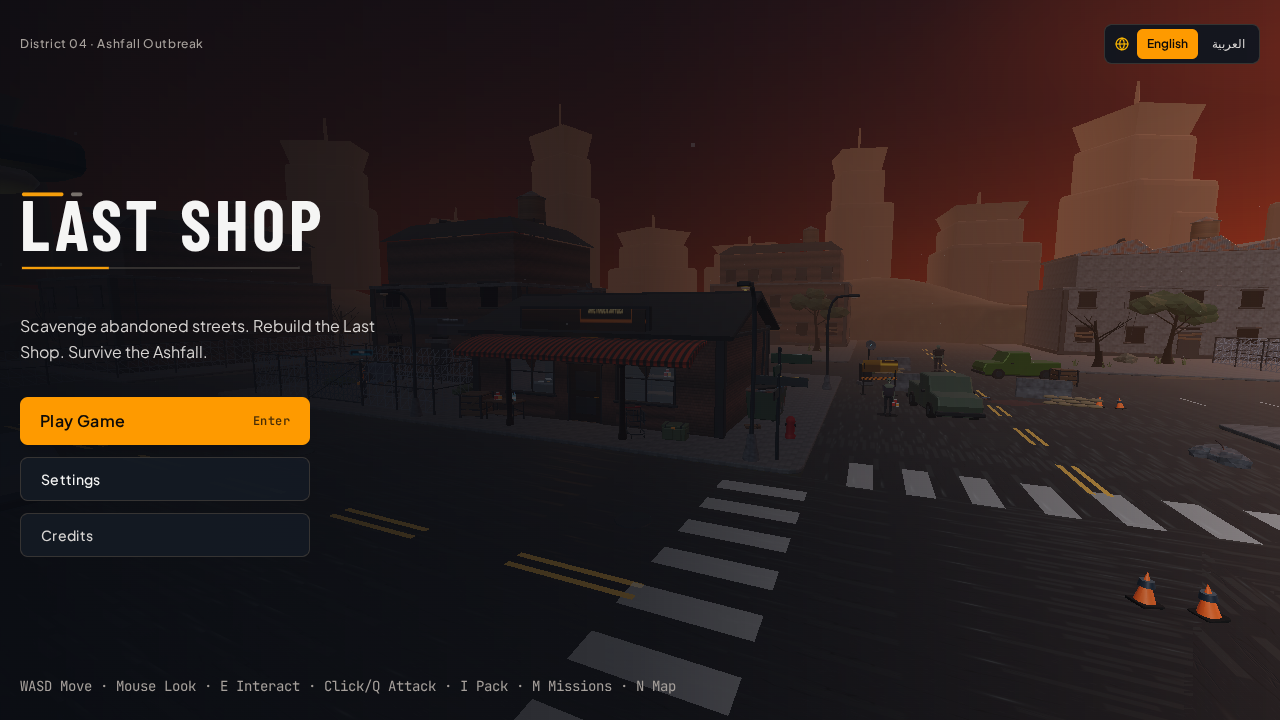 District 04 · Ashfall Outbreak
English
العربية
LAST SHOP
Scavenge abandoned streets. Rebuild the Last
Shop. Survive the Ashfall.
Play Game
Enter
Settings
Credits
WASD Move · Mouse Look · E Interact · Click/Q Attack · I Pack · M Missions · N Map